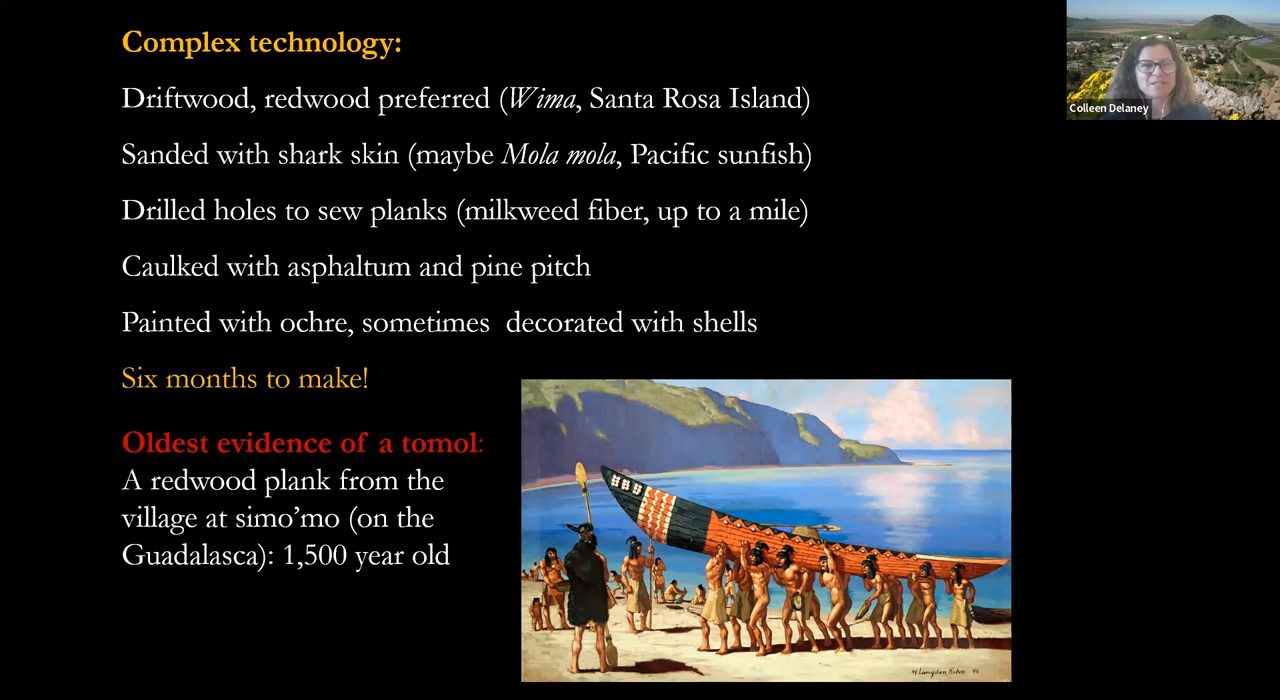 Complex technology:
Driftwood, redwood preferred (Wima, Santa Rosa Island)
Sanded with shark skin (maybe Mola mola, Pacific sunfish)
Drilled holes to sew planks (milkweed fiber, up to a mile)
Caulked with asphaltum and pine pitch
Painted with ochre, sometimes  decorated with shells
Six months to make!
Oldest evidence of a tomol:
A redwood plank from the
village at simo’mo (on the
Guadalasca): 1,500 year old
Colleen Delaney
W Langdon Kihn 46